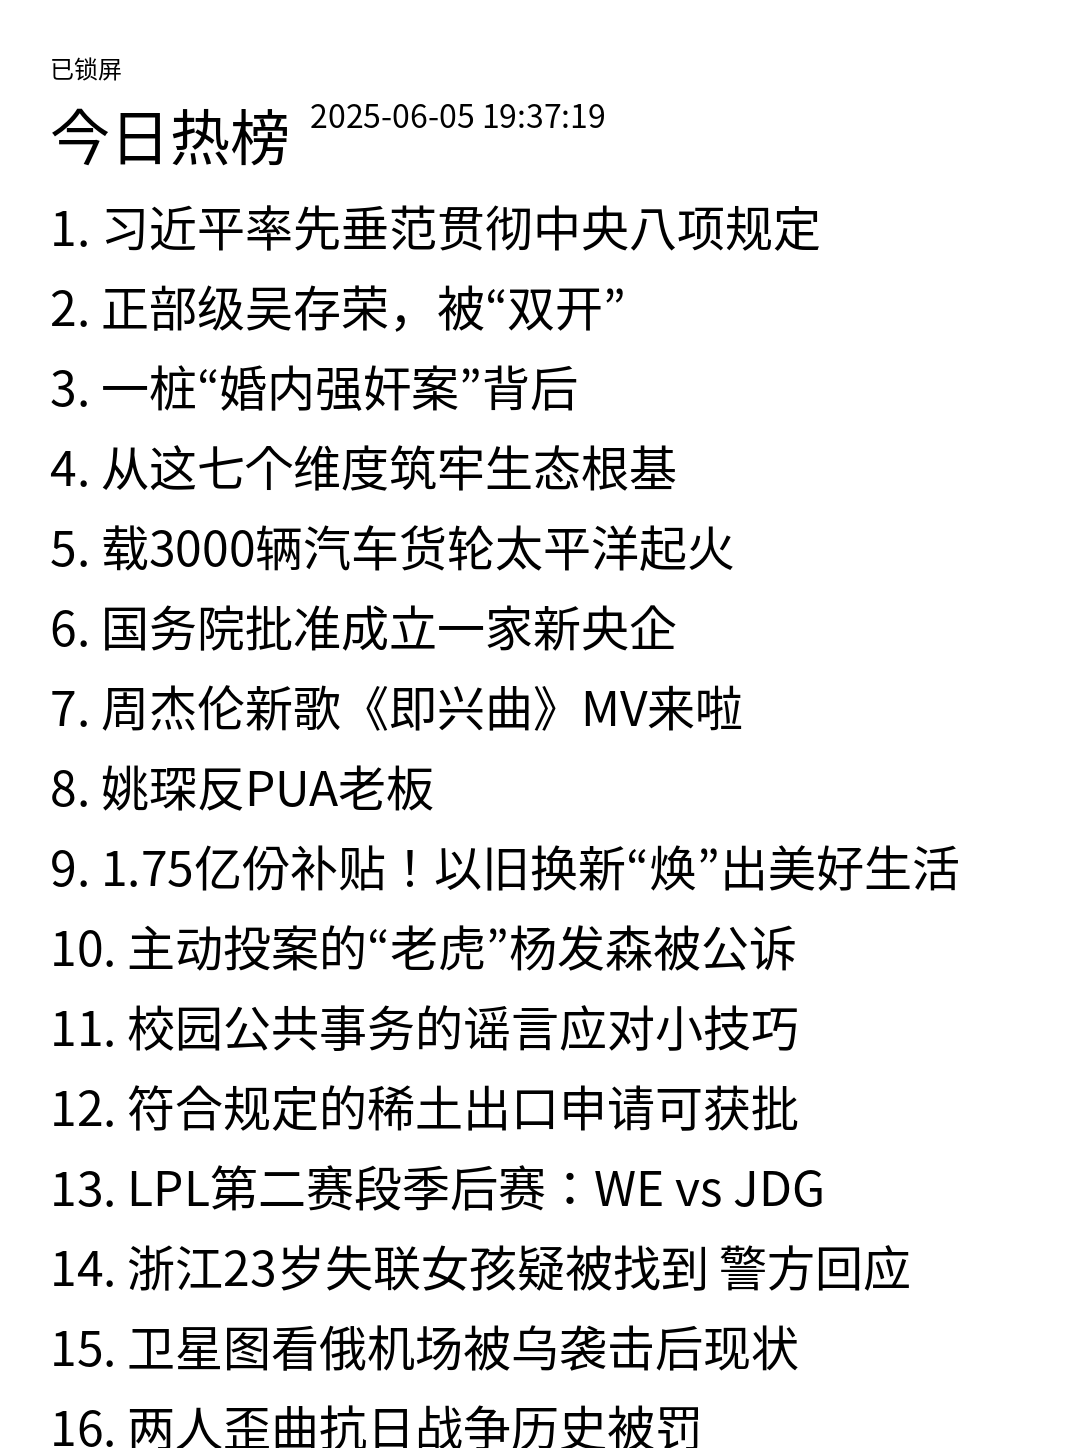 已锁屏
今日热榜 2025-06-05 19:37:19
1. 习近平率先垂范贯彻中央八项规定
2. 正部级吴存荣，被“双开”
3. 一桩“婚内强奸案”背后
4. 从这七个维度筑牢生态根基
5. 载3000辆汽车货轮太平洋起火
6. 国务院批准成立一家新央企
7. 周杰伦新歌《即兴曲》MV来啦
8. 姚琛反PUA老板
9. 1.75亿份补贴！以旧换新“焕”出美好生活
10. 主动投案的“老虎”杨发森被公诉
11. 校园公共事务的谣言应对小技巧
12. 符合规定的稀土出口申请可获批
13. LPL第二赛段季后赛：WE vs JDG
14. 浙江23岁失联女孩疑被找到 警方回应
15. 卫星图看俄机场被乌袭击后现状
16. 两人歪曲抗日战争历史被罚